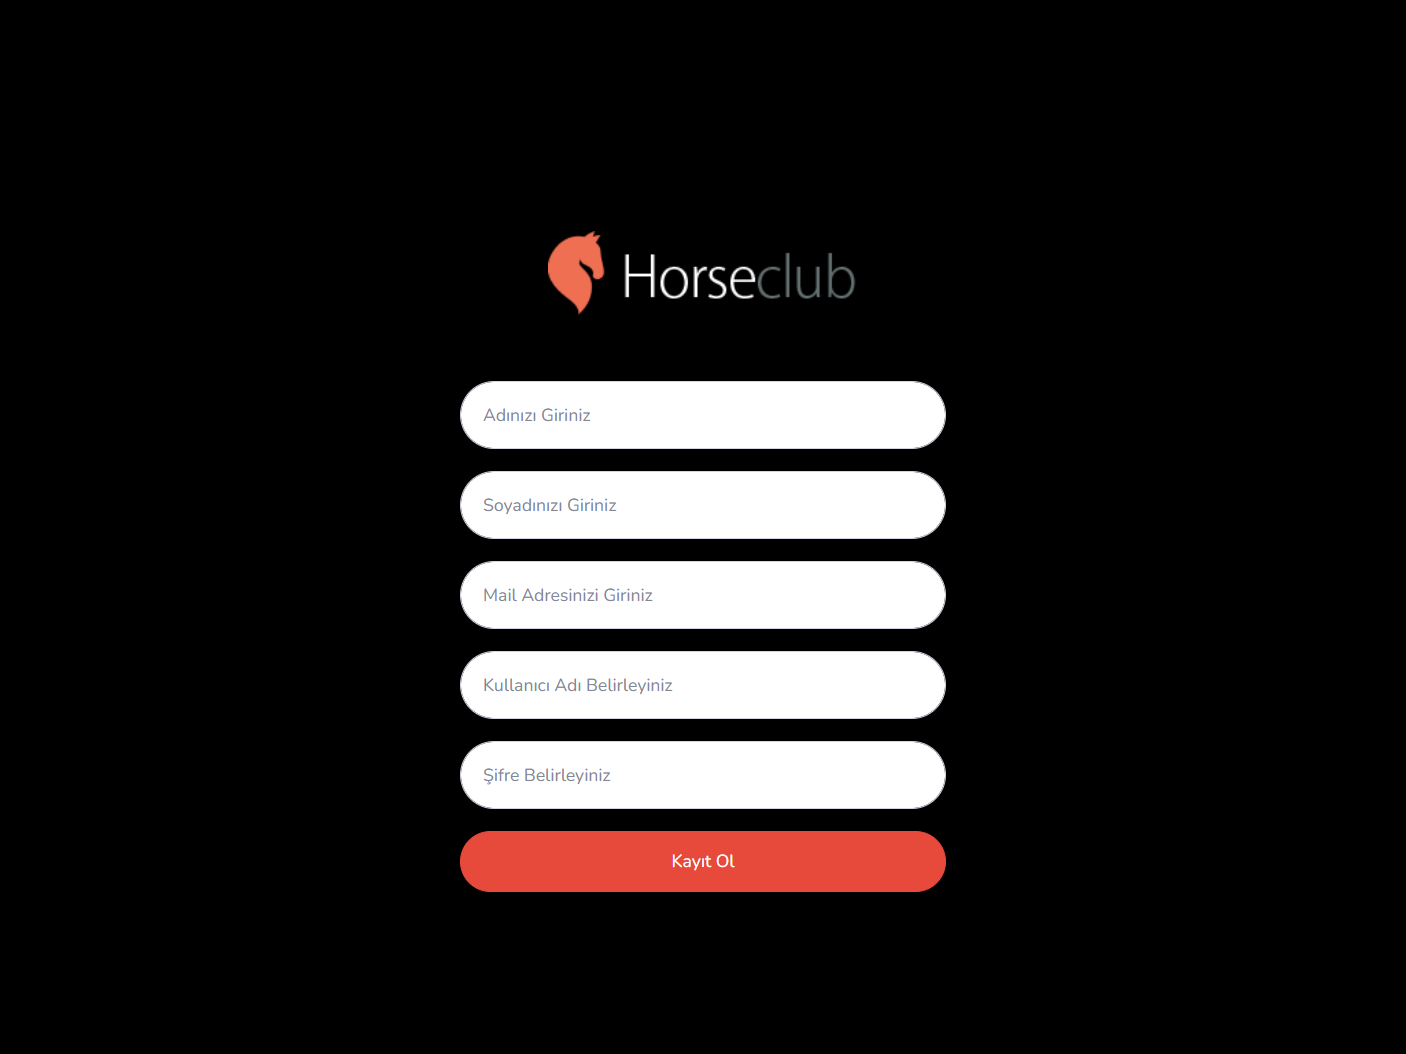 Horseclub
Adınızı Giriniz
Soyadınızı Giriniz
Mail Adresinizi Giriniz
Kullanıcı Adı Belirleyiniz
Şifre Belirleyiniz
Kayıt Ol